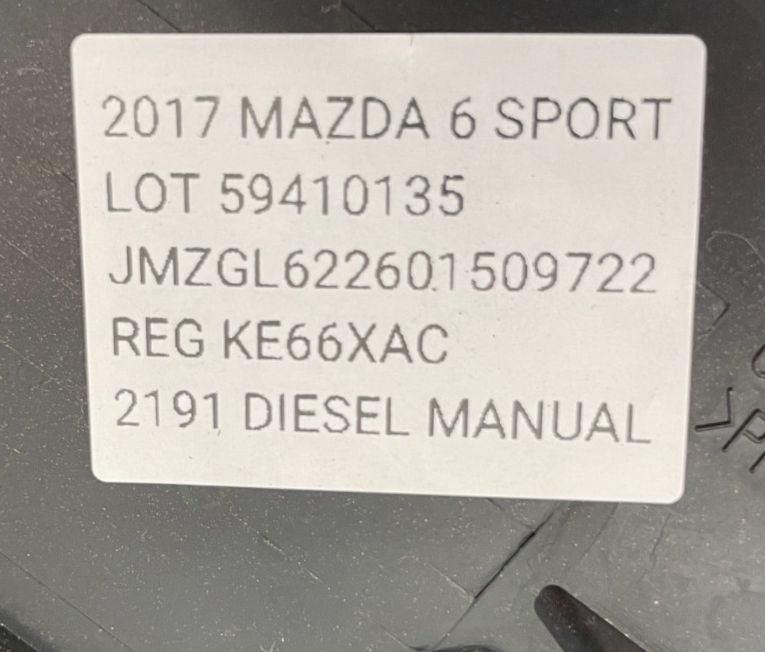 2017 MAZDA 6 SPORT
LOT 59410135
JMZGL622601509722
REG KE66XAC
2191 DIESEL MANUAL